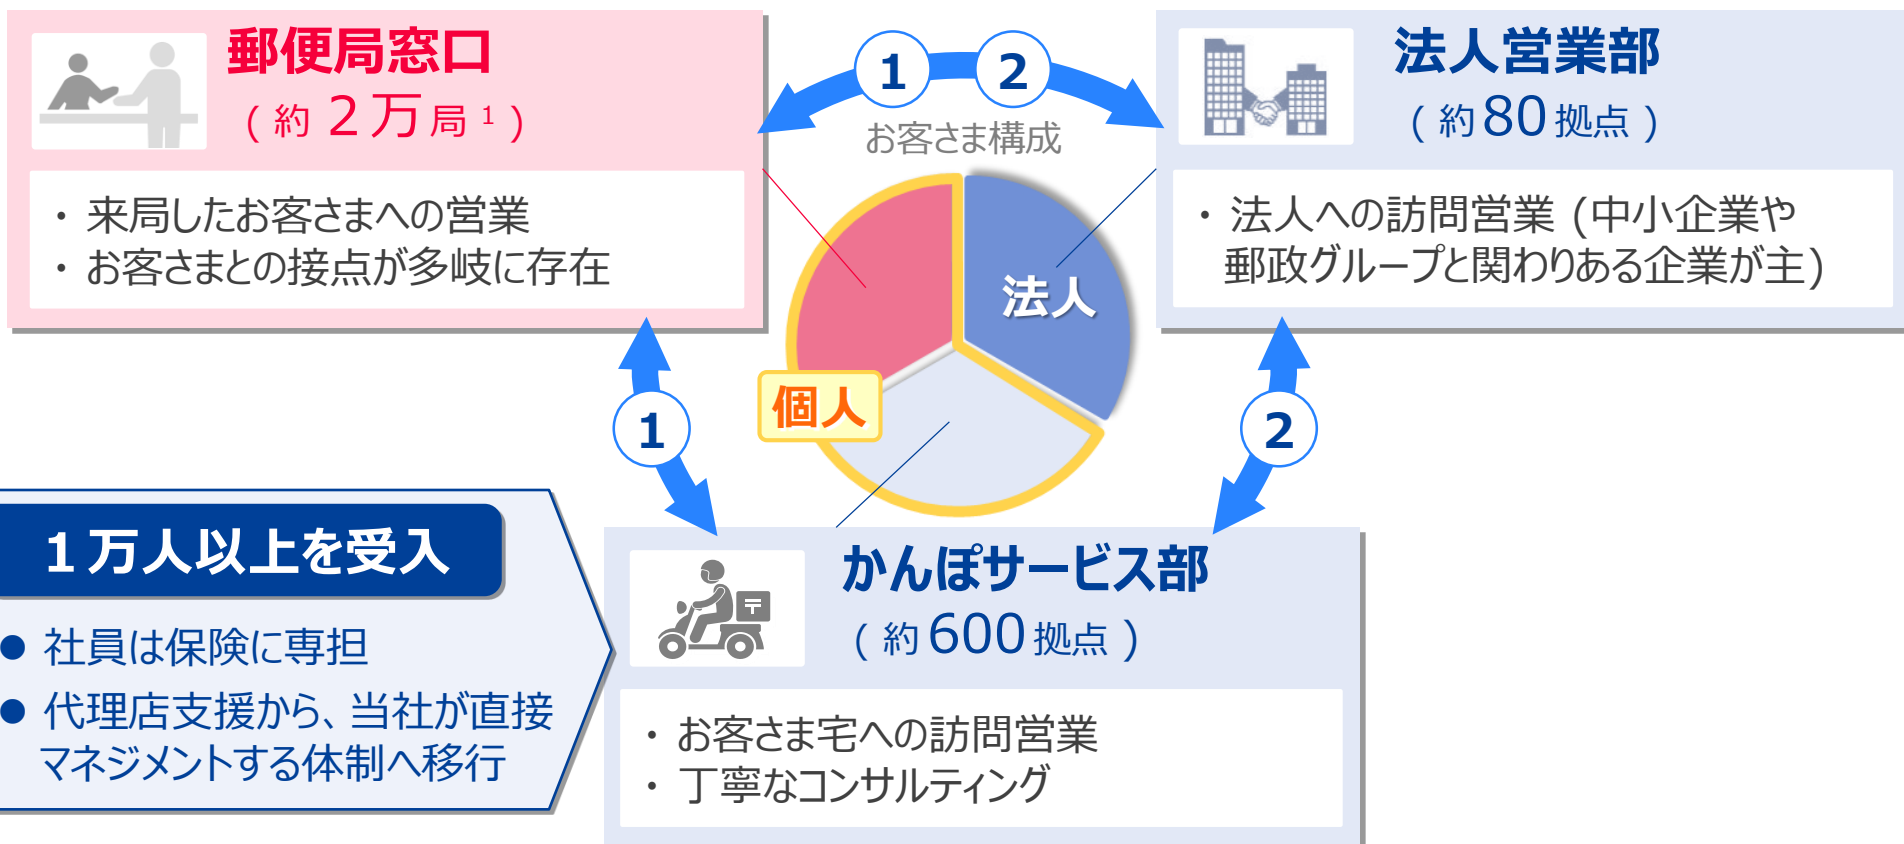 郵便局窓口
(約2万局1)
・来局したお客さまへの営業
・お客さまとの接点が多岐に存在
1
2
お客さま構成
法人
個人
法人営業部
(約80拠点)
・法人への訪問営業 (中小企業や
郵政グループと関わりある企業が主)
1
2
1万人以上を受入
● 社員は保険に専担
● 代理店支援から、当社が直接
マネジメントする体制へ移行
かんぽサービス部
(約600拠点)
〒
・お客さま宅への訪問営業
・丁寧なコンサルティング